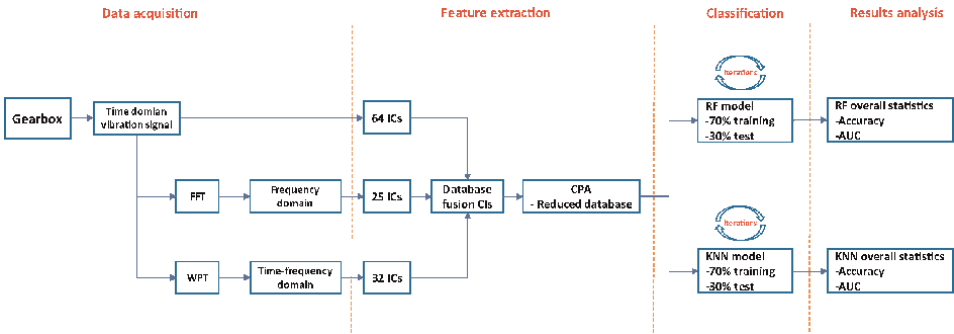 Data acquisition
Feature extraction
Classification
Results analysis
Iterations
Gearbox
Time domian
vibration signal
64 ICs
RF model
-70% training
-30% test
RF overall statistics
-Accuracy
-AUC
FFT
Frequency
domain
25 ICs
Database
fusion CIs
CPA
- Reduced database
Iterations
WPT
Time-frequency
domain
32 ICs
KNN model
-70% training
-30% test
KNN overall statistics
-Accuracy
-AUC